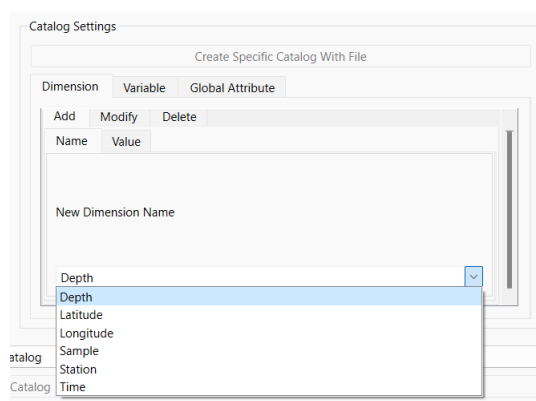 Catalog Settings
Create Specific Catalog With File
Dimension Variable Global Attribute
Add Modify Delete
Name Value
New Dimension Name
Depth
Depth
Latitude
Longitude
atalog Sample
Station
Catalog Time